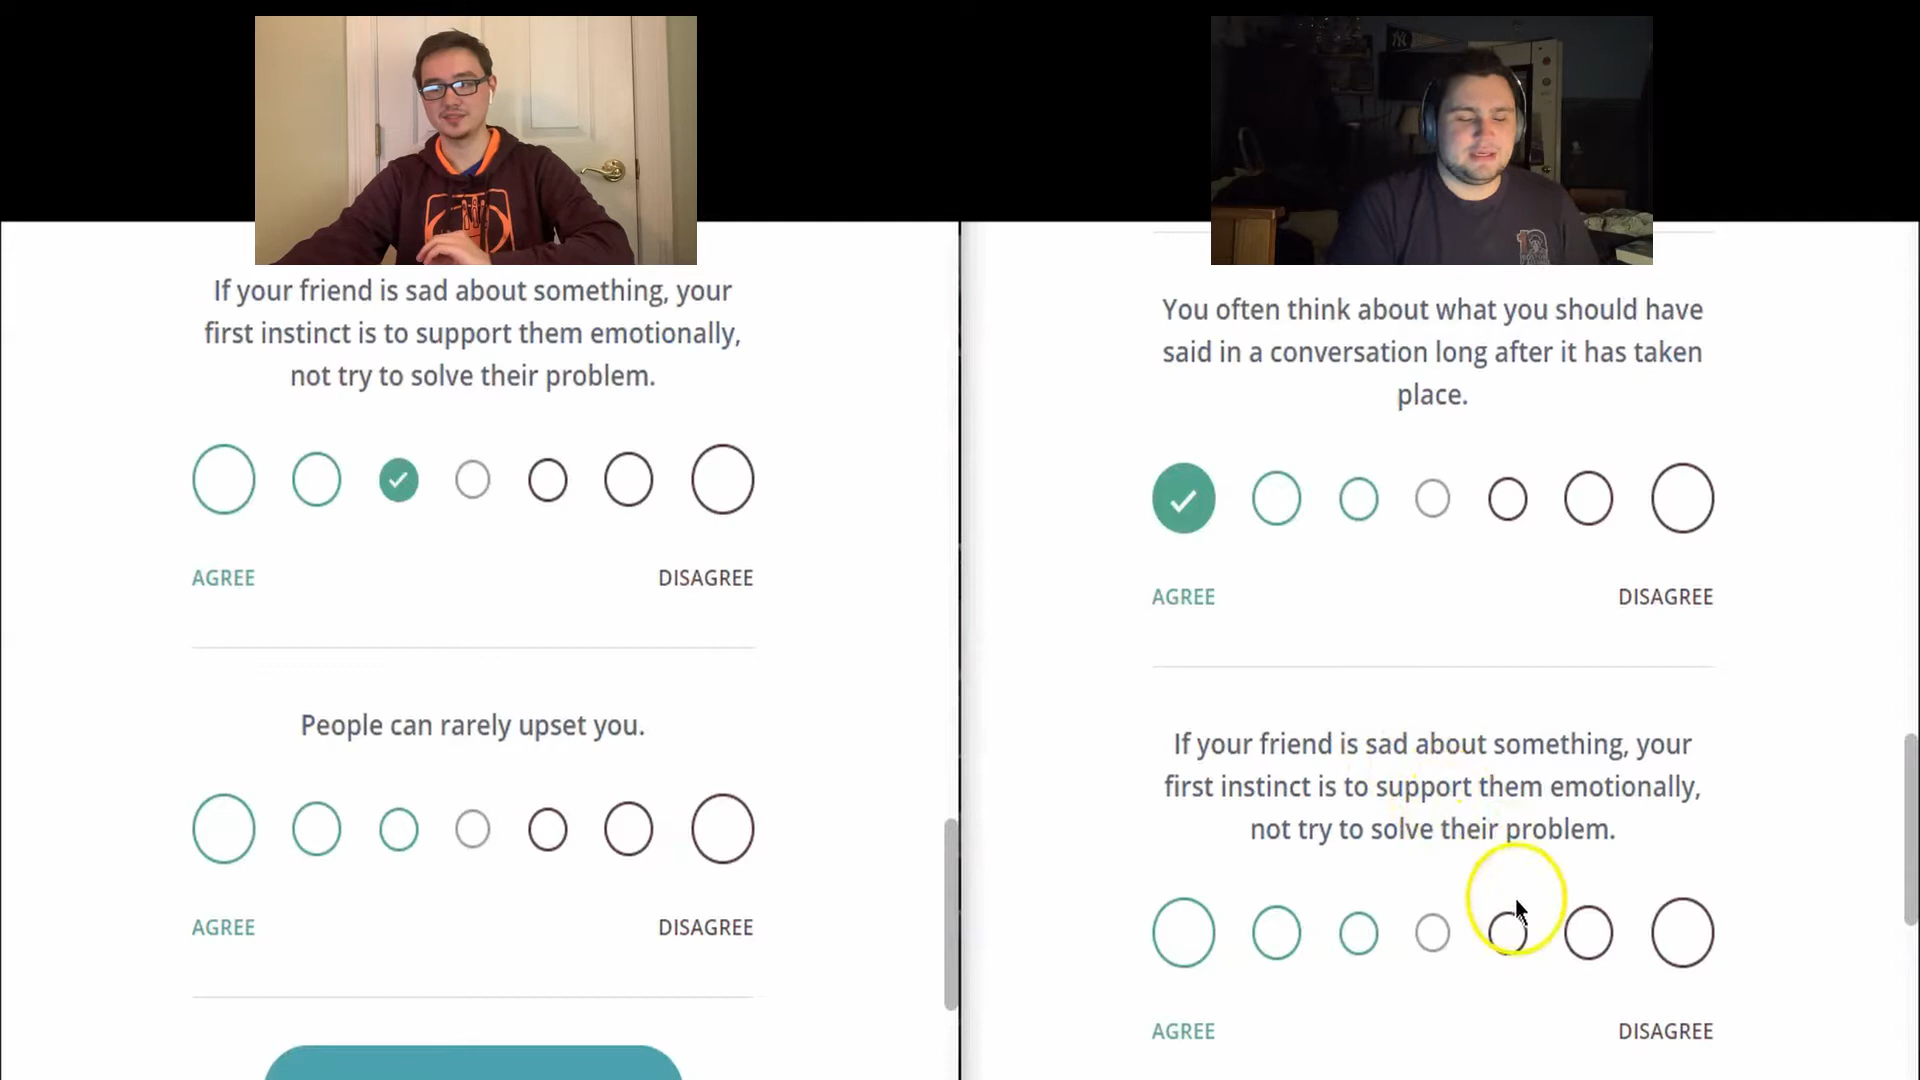 If your friend is sad about something, your
first instinct is to support them emotionally,
not try to solve their problem.
AGREE
DISAGREE
People can rarely upset you.
AGREE
DISAGREE
You often think about what you should have
said in a conversation long after it has taken
place.
AGREE
DISAGREE
If your friend is sad about something, your
first instinct is to support them emotionally,
not try to solve their problem.
AGREE
DISAGREE